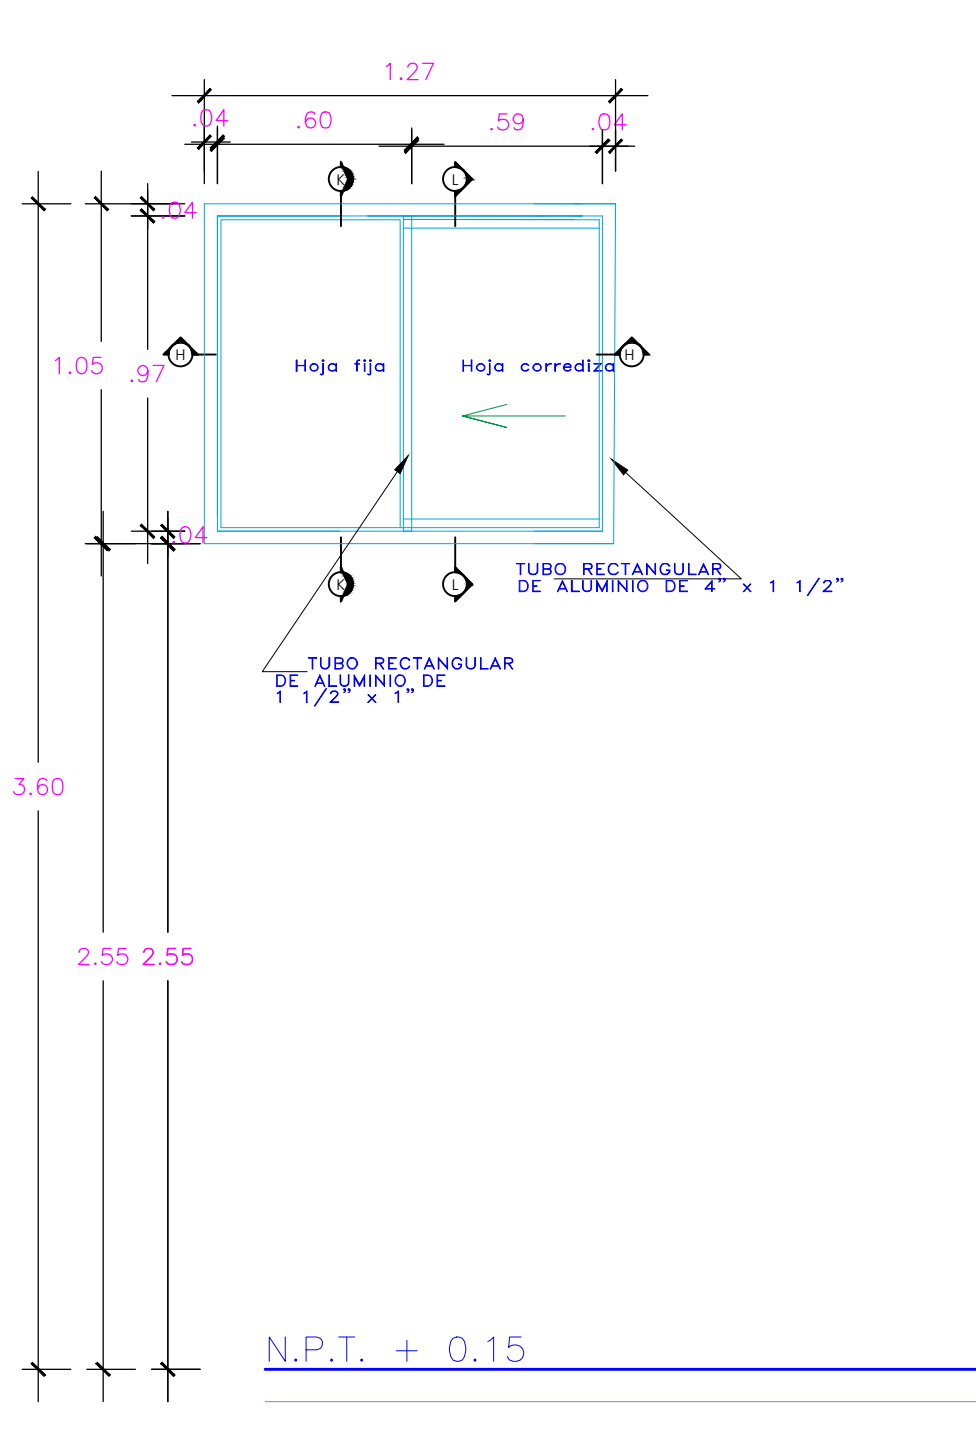 1.27
.04
.60
.59
.04
K
L
.04
1.05
.97
H
H
Hoja fija
Hoja corrediza
.04
K
L
TUBO RECTANGULAR
DE ALUMINIO DE 4" x 1 1/2"
TUBO RECTANGULAR
DE ALUMINIO DE
1 1/2" x 1"
3.60
2.55
2.55
N.P.T. + 0.15